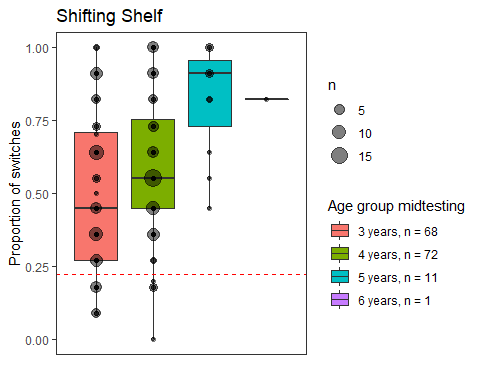 Shifting Shelf
Proportion of switches
1.00
0.75
0.50
0.25
0.00
n
5
10
15
Age group midtesting
3 years, n = 68
4 years, n = 72
5 years, n = 11
6 years, n = 1